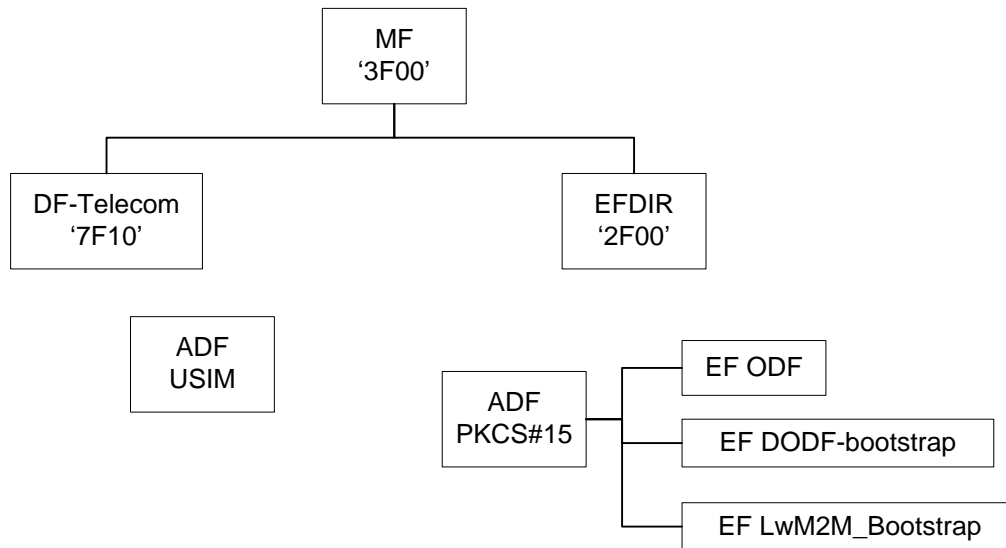 MF
‘3F00’
DF-Telecom
‘7F10’
EFDIR
‘2F00’
ADF
USIM
ADF
PKCS#15
EF ODF
EF DODF-bootstrap
EF LwM2M_Bootstrap